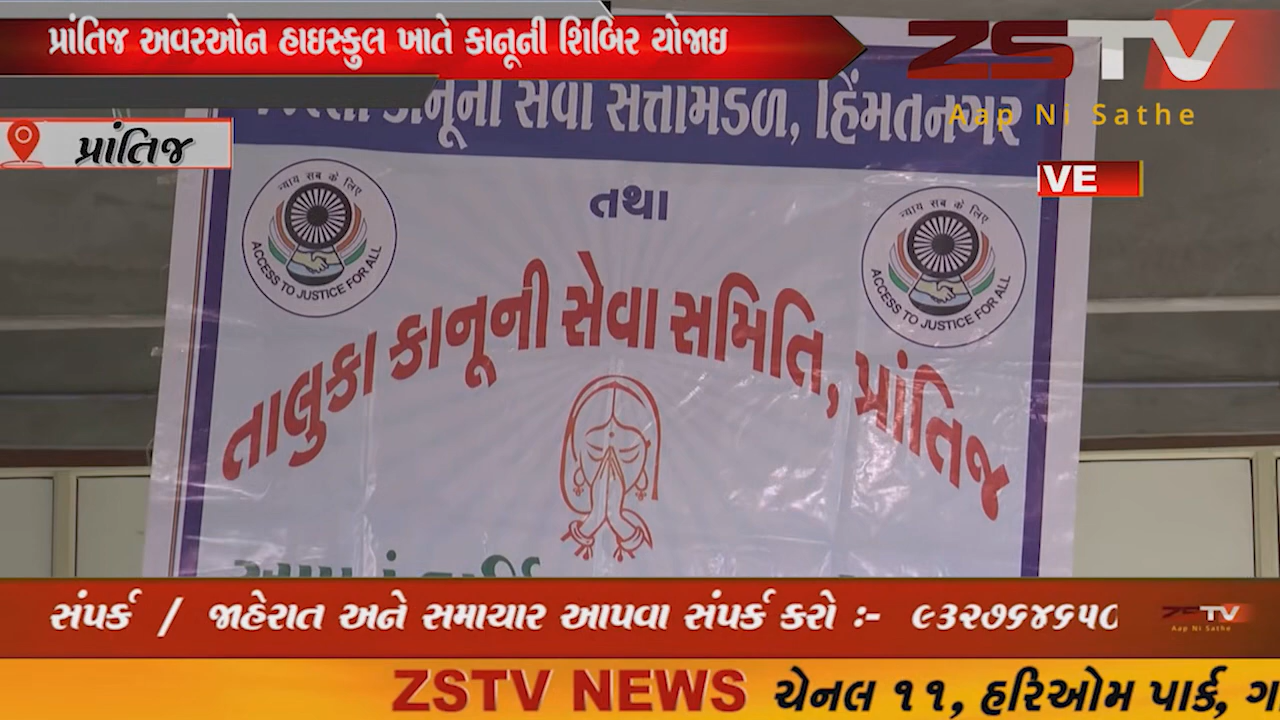 પ્રાંતિજ અવરઓન હાઇસ્કુલ ખાતે કાનૂની શિબિર યોજાઇ
ZSTV
Aap Ni Sathe
કાનૂની સેવા સત્તામંડળ, હિંમતનગર
પ્રાંતિજ
VE
તથા
न्याय सब के लिए
ACCESS TO JUSTICE FOR ALL
न्याय सब के लिए
ACCESS TO JUSTICE FOR ALL
તાલુકા કાનૂની સેવા સમિતિ, પ્રાંતિજ
સંપર્ક / જાહેરાત અને સમાચાર આપવા સંપર્ક કરો :- ૯૩૨૭૬૪૬૫૦
ZSTV
Aap Ni Sathe
ZSTV NEWS ચેનલ ૧૧, હરિઓમ પાર્ક,